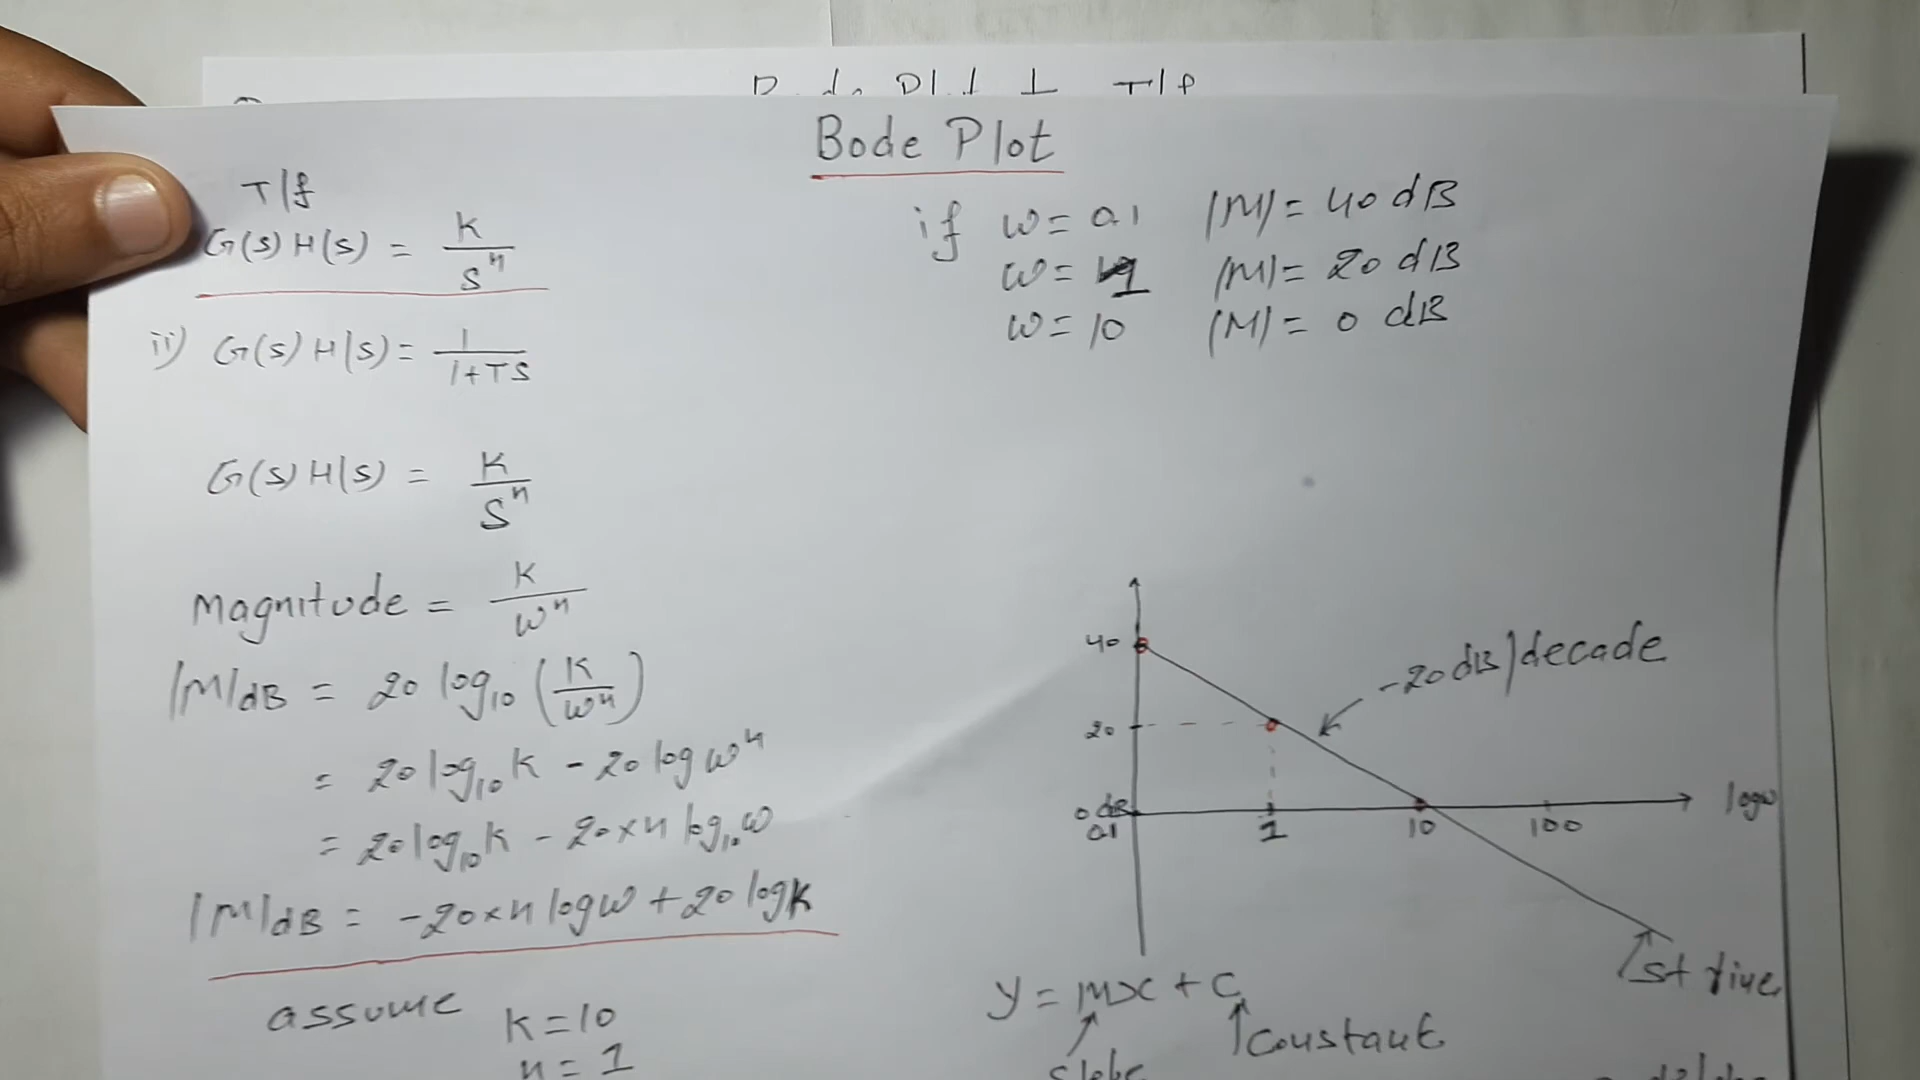 Bode Plot
T/f
G(s) H(s) = K / S^n
ii) G(s) H(s) = 1 / 1+TS
G(s) H(s) = K / S^n
Magnitude = K / ω^n
|M|dB = 20 log10 (K / ω^n)
= 20 log10 K - 20 log ω^n
= 20 log10 K - 20×n log10 ω
|M|dB = -20×n log ω + 20 log K
assume K = 10
n = 1
if ω = 0.1 |M| = 40 dB
ω = 1 |M| = 20 dB
ω = 10 |M| = 0 dB
40
-20 dB/decade
20
0 dB
0.1 1 10 100 log ω
st line
y = mx + c
slope constant